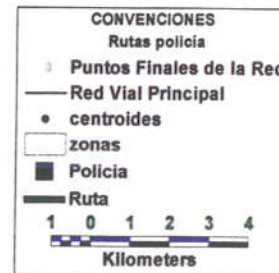 CONVENCIONES
Rutas policia
Puntos Finales de la Red
Red Vial Principal
centroides
zonas
Policia
Ruta
1 0 1 2 3 4
Kilometers